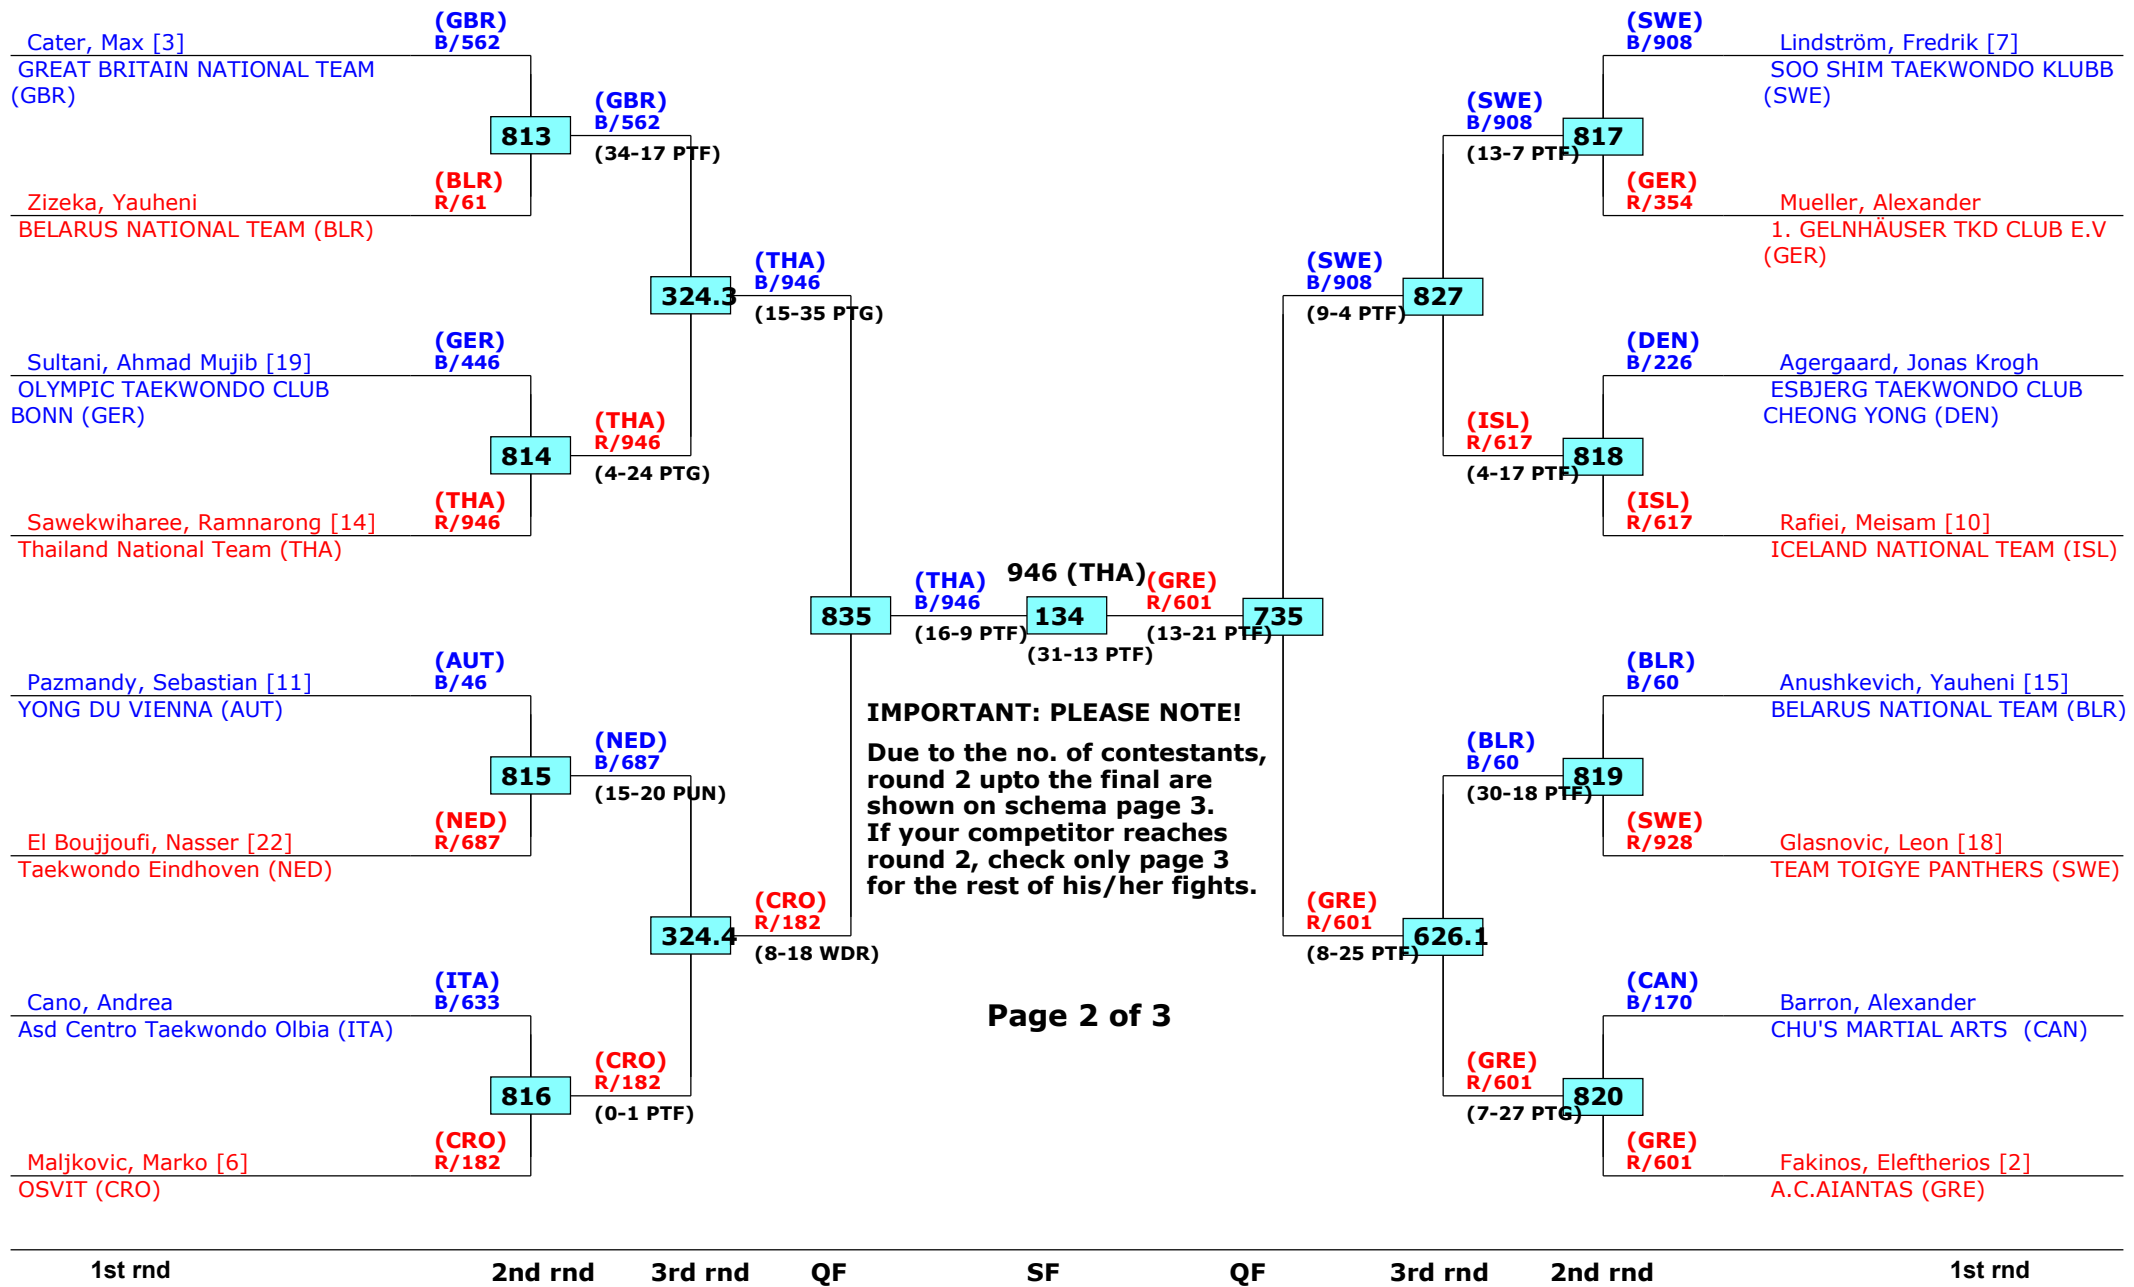 (GBR)
Cater, Max [3] B/562
GREAT BRITAIN NATIONAL TEAM
(GBR)
(GBR)
B/562
813
(34-17 PTF)
(BLR)
Zizeka, Yauheni R/61
BELARUS NATIONAL TEAM (BLR)
(THA)
B/946
324.3
(15-35 PTG)
(GER)
Sultani, Ahmad Mujib [19] B/446
OLYMPIC TAEKWONDO CLUB
BONN (GER)
(THA)
R/946
814
(4-24 PTG)
(THA)
Sawekwiharee, Ramnarong [14] R/946
Thailand National Team (THA)
(THA)
B/946
835
(16-9 PTF)
(AUT)
Pazmandy, Sebastian [11] B/46
YONG DU VIENNA (AUT)
(NED)
B/687
815
(15-20 PUN)
(NED)
El Boujjoufi, Nasser [22] R/687
Taekwondo Eindhoven (NED)
(CRO)
R/182
324.4
(8-18 WDR)
(ITA)
Cano, Andrea B/633
Asd Centro Taekwondo Olbia (ITA)
(CRO)
R/182
816
(0-1 PTF)
(CRO)
Maljkovic, Marko [6] R/182
OSVIT (CRO)
946 (THA)
134
(31-13 PTF)
IMPORTANT: PLEASE NOTE!
Due to the no. of contestants,
round 2 upto the final are
shown on schema page 3.
If your competitor reaches
round 2, check only page 3
for the rest of his/her fights.
Page 2 of 3
(SWE)
B/908 Lindström, Fredrik [7]
SOO SHIM TAEKWONDO KLUBB
(SWE)
(SWE)
B/908
817
(13-7 PTF)
(GER)
R/354 Mueller, Alexander
1. GELNHÄUSER TKD CLUB E.V
(GER)
(SWE)
B/908
827
(9-4 PTF)
(DEN)
B/226 Agergaard, Jonas Krogh
ESBJERG TAEKWONDO CLUB
CHEONG YONG (DEN)
(ISL)
R/617
818
(4-17 PTF)
(ISL)
R/617 Rafiei, Meisam [10]
ICELAND NATIONAL TEAM (ISL)
(GRE)
R/601
735
(13-21 PTF)
(BLR)
B/60 Anushkevich, Yauheni [15]
BELARUS NATIONAL TEAM (BLR)
(BLR)
B/60
819
(30-18 PTF)
(SWE)
R/928 Glasnovic, Leon [18]
TEAM TOIGYE PANTHERS (SWE)
(GRE)
R/601
626.1
(8-25 PTF)
(CAN)
B/170 Barron, Alexander
CHU'S MARTIAL ARTS (CAN)
(GRE)
R/601
820
(7-27 PTG)
(GRE)
R/601 Fakinos, Eleftherios [2]
A.C.AIANTAS (GRE)
1st rnd 2nd rnd 3rd rnd QF SF QF 3rd rnd 2nd rnd 1st rnd